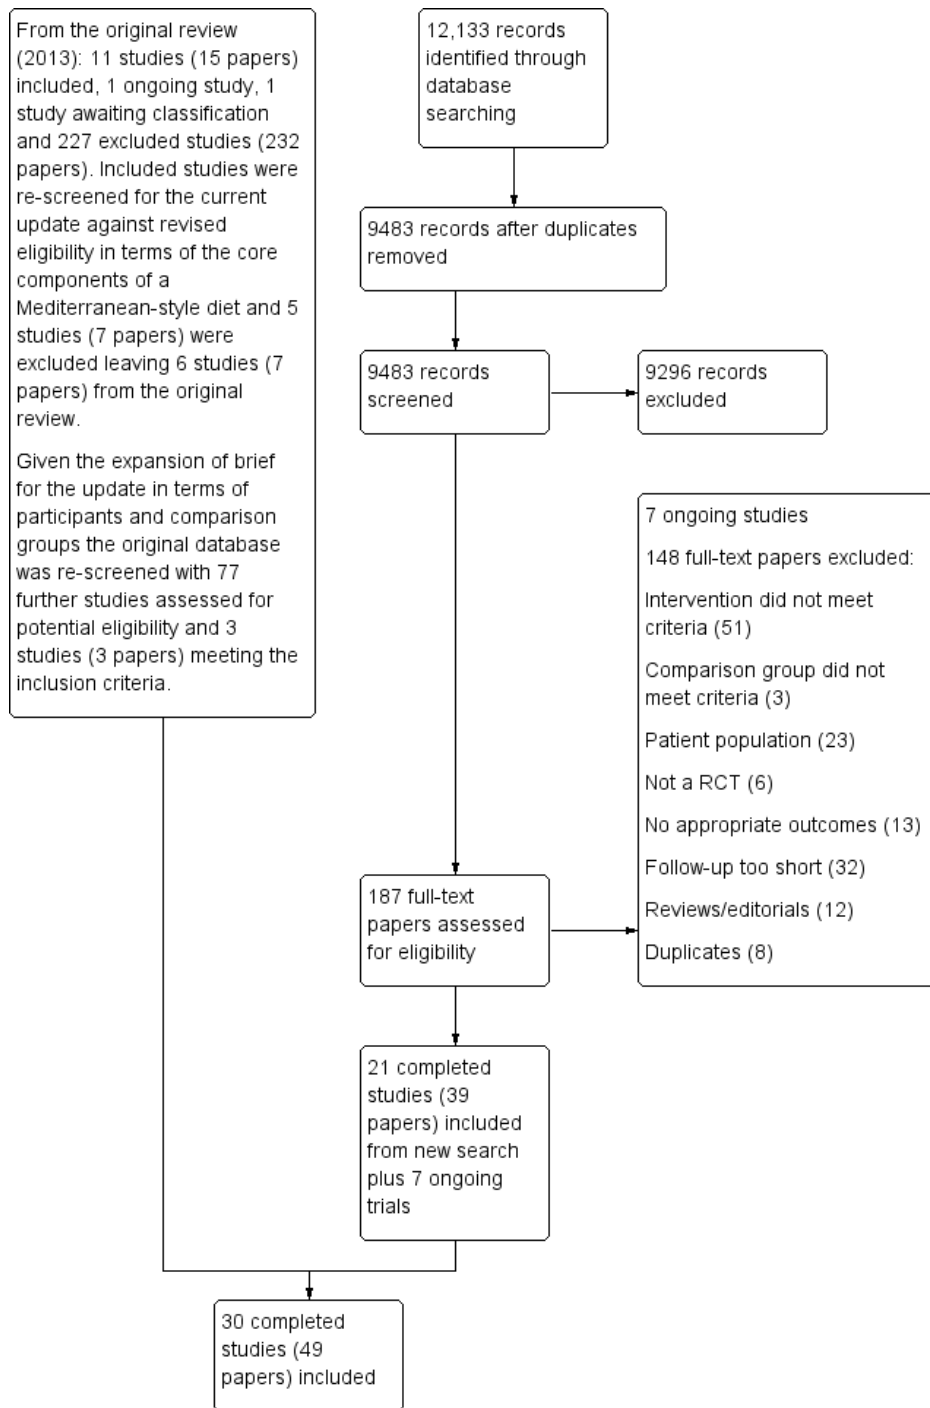 From the original review
(2013): 11 studies (15 papers)
included, 1 ongoing study, 1
study awaiting classification
and 227 excluded studies (232
papers). Included studies were
re-screened for the current
update against revised
eligibility in terms of the core
components of a
Mediterranean-style diet and 5
studies (7 papers) were
excluded leaving 6 studies (7
papers) from the original
review.
Given the expansion of brief
for the update in terms of
participants and comparison
groups the original database
was re-screened with 77
further studies assessed for
potential eligibility and 3
studies (3 papers) meeting the
inclusion criteria.
12,133 records
identified through
database
searching
9483 records after duplicates
removed
9483 records
screened
9296 records
excluded
7 ongoing studies
148 full-text papers excluded:
Intervention did not meet
criteria (51)
Comparison group did not
meet criteria (3)
Patient population (23)
Not a RCT (6)
No appropriate outcomes (13)
Follow-up too short (32)
Reviews/editorials (12)
Duplicates (8)
187 full-text
papers assessed
for eligibility
21 completed
studies (39
papers) included
from new search
plus 7 ongoing
trials
30 completed
studies (49
papers) included